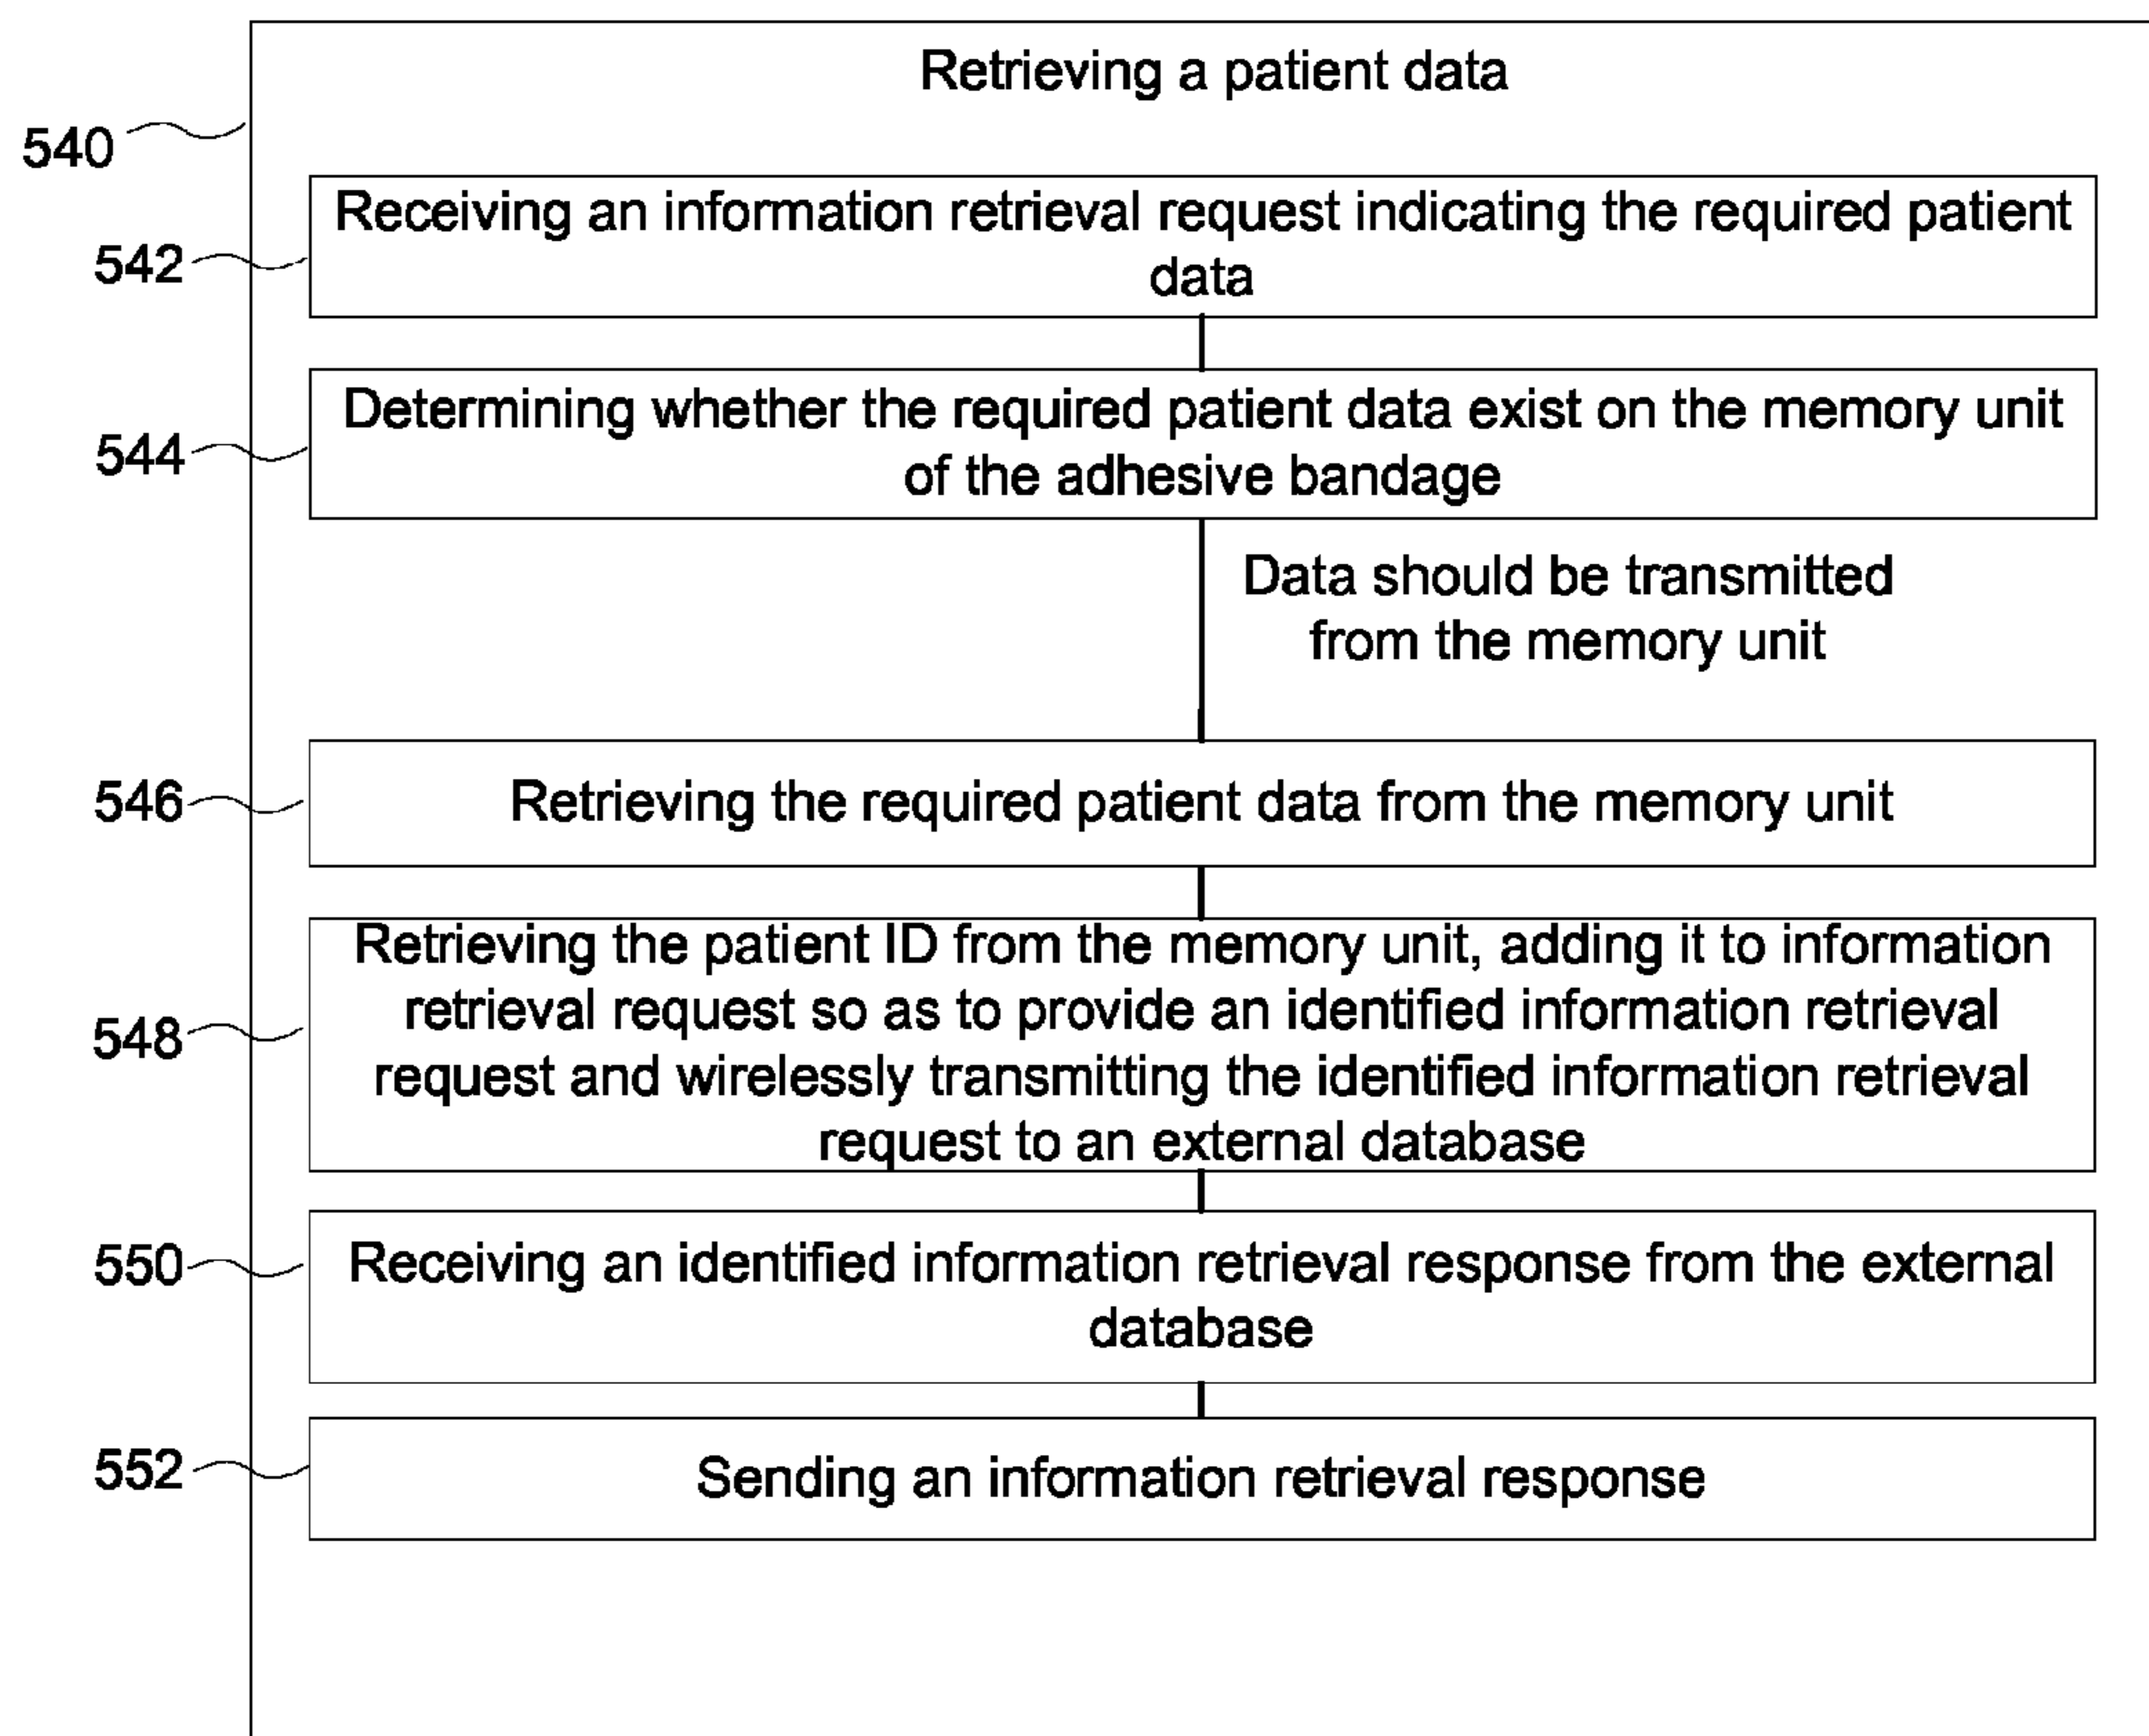 Retrieving a patient data
540
Receiving an information retrieval request indicating the required patient
data
542
Determining whether the required patient data exist on the memory unit
of the adhesive bandage
544
Data should be transmitted
from the memory unit
546
Retrieving the required patient data from the memory unit
Retrieving the patient ID from the memory unit, adding it to information
retrieval request so as to provide an identified information retrieval
request and wirelessly transmitting the identified information retrieval
request to an external database
548
Receiving an identified information retrieval response from the external
database
550
Sending an information retrieval response
552